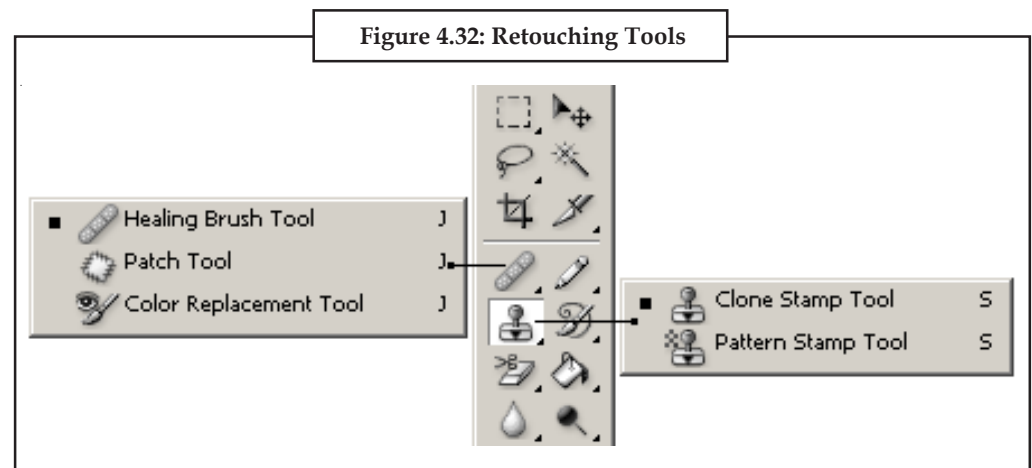 Figure 4.32: Retouching Tools
Healing Brush Tool J
Patch Tool J
Color Replacement Tool J
Clone Stamp Tool S
Pattern Stamp Tool S